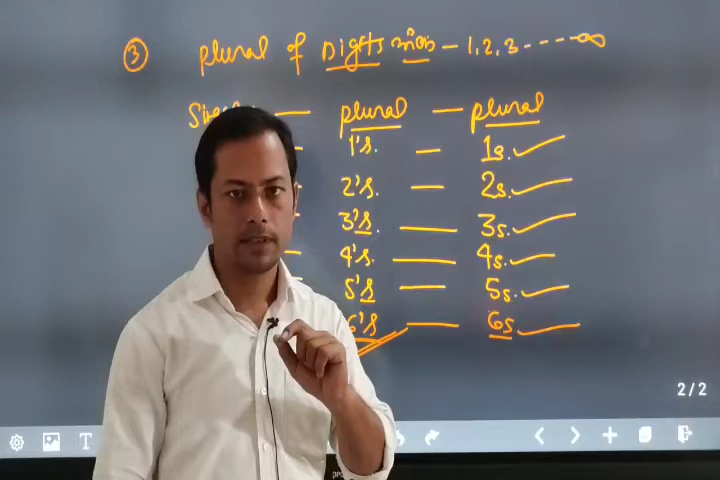 ③ plural of Digits अंको — 1, 2, 3 - - - - ∞
— plural — plural
— 1's. — 1s. ✓
2's. — 2s. ✓
3's. — 3s. ✓
— 4's. — 4s. ✓
— 5's — 5s. ✓
6's — 6s ✓
2/2
T